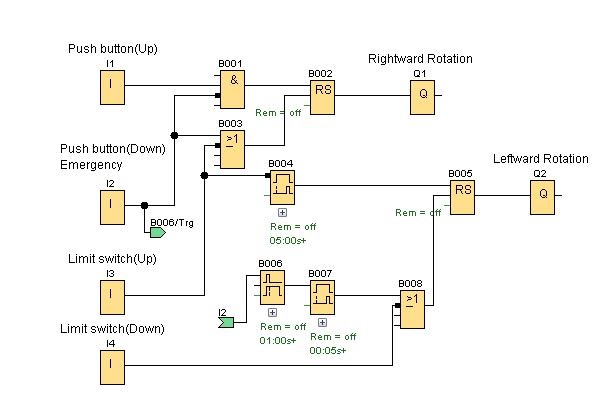 Push button(Up)
I1
I
B001
&
B002
RS
Rem = off
Rightward Rotation
Q1
Q
B003
>1
Push button(Down)
Emergency
I2
I
B006/Trg
B004
Rem = off
05:00s+
B005
RS
Rem = off
Leftward Rotation
Q2
Q
Limit switch(Up)
I3
I
I2
B006
Rem = off
01:00s+
B007
Rem = off
00:05s+
B008
>1
Limit switch(Down)
I4
I